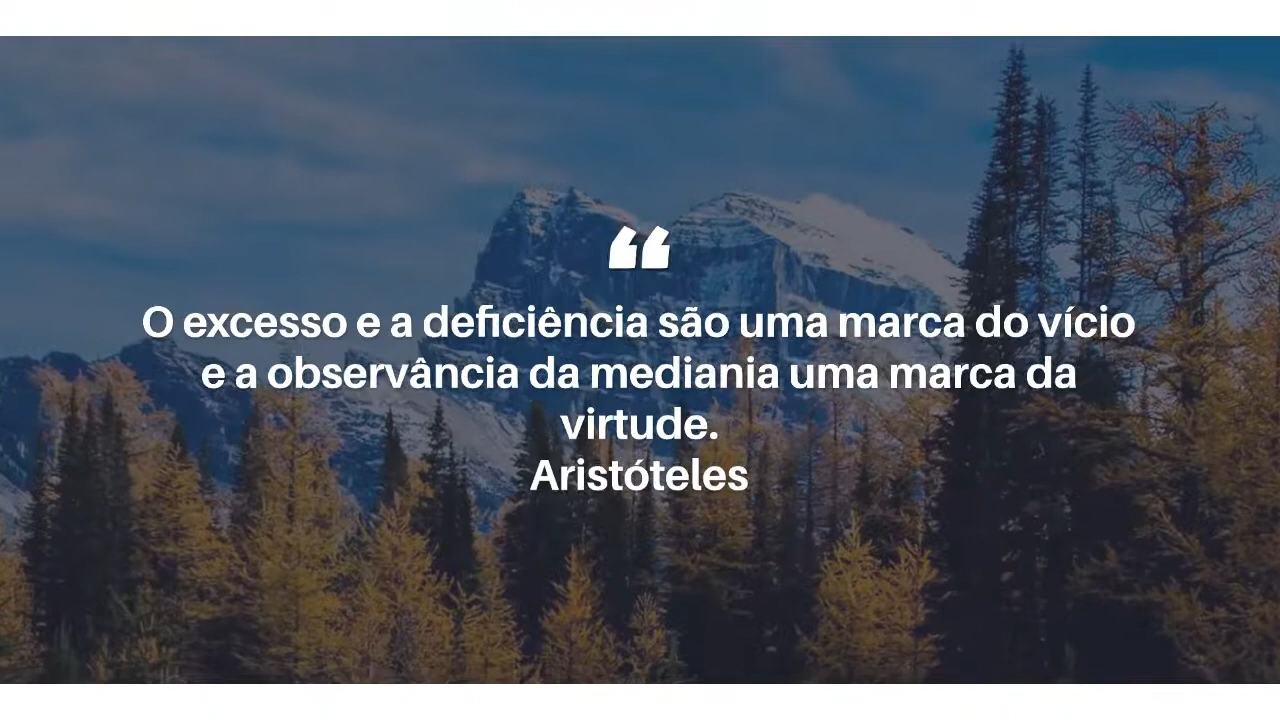 “
O excesso e a deficiência são uma marca do vício
e a observância da mediania uma marca da
virtude.
Aristóteles